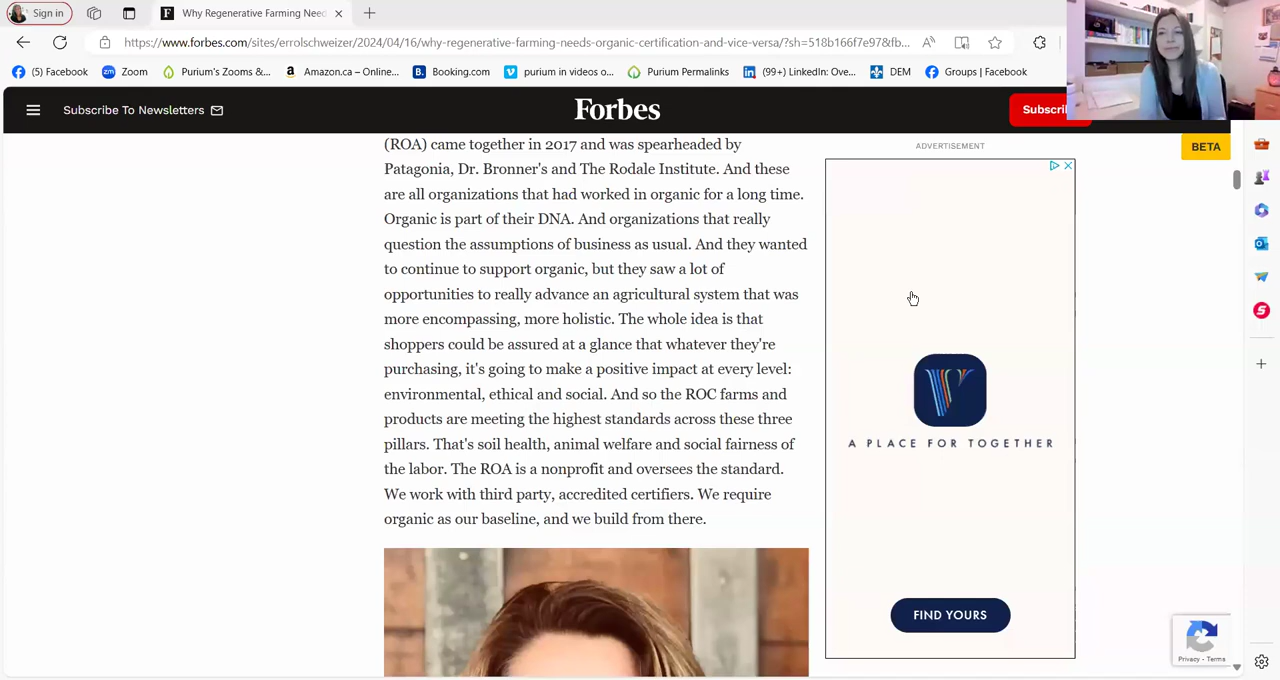 Sign in
Why Regenerative Farming Nee
https://www.forbes.com/sites/errolschweizer/2024/04/16/why-regenerative-farming-needs-organic-certification-and-vice-versa/?sh=518b166f7e97&fb...
(5) Facebook
Zoom
Purium's Zooms &...
Amazon.ca – Online...
Booking.com
purium in videos o...
Purium Permalinks
(99+) LinkedIn: Ove...
DEM
Groups | Facebook
Subscribe To Newsletters
Forbes
Subscri
BETA
(ROA) came together in 2017 and was spearheaded by
Patagonia, Dr. Bronner's and The Rodale Institute. And these
are all organizations that had worked in organic for a long time.
Organic is part of their DNA. And organizations that really
question the assumptions of business as usual. And they wanted
to continue to support organic, but they saw a lot of
opportunities to really advance an agricultural system that was
more encompassing, more holistic. The whole idea is that
shoppers could be assured at a glance that whatever they're
purchasing, it's going to make a positive impact at every level:
environmental, ethical and social. And so the ROC farms and
products are meeting the highest standards across these three
pillars. That's soil health, animal welfare and social fairness of
the labor. The ROA is a nonprofit and oversees the standard.
We work with third party, accredited certifiers. We require
organic as our baseline, and we build from there.
ADVERTISEMENT
A PLACE FOR TOGETHER
FIND YOURS
Privacy - Terms